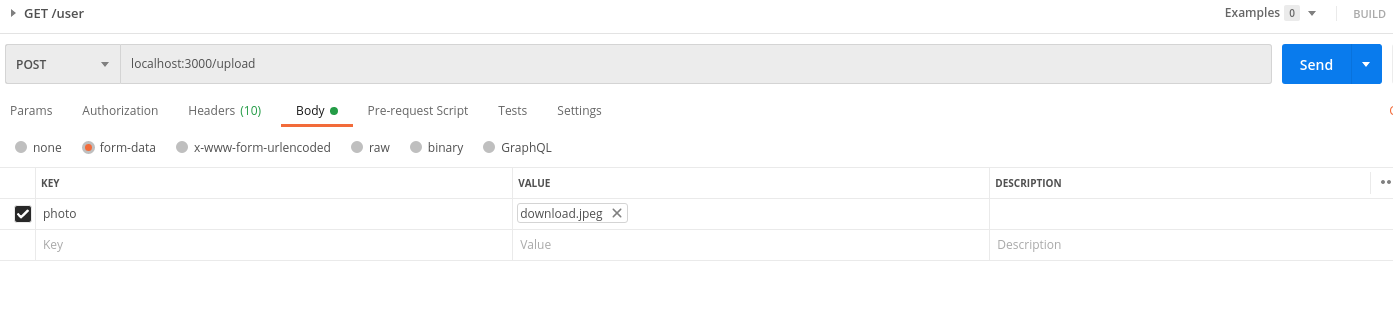 GET /user Examples 0 BUILD
POST localhost:3000/upload Send
Params Authorization Headers (10) Body Pre-request Script Tests Settings
none form-data x-www-form-urlencoded raw binary GraphQL
KEY VALUE DESCRIPTION
photo download.jpeg
Key Value Description